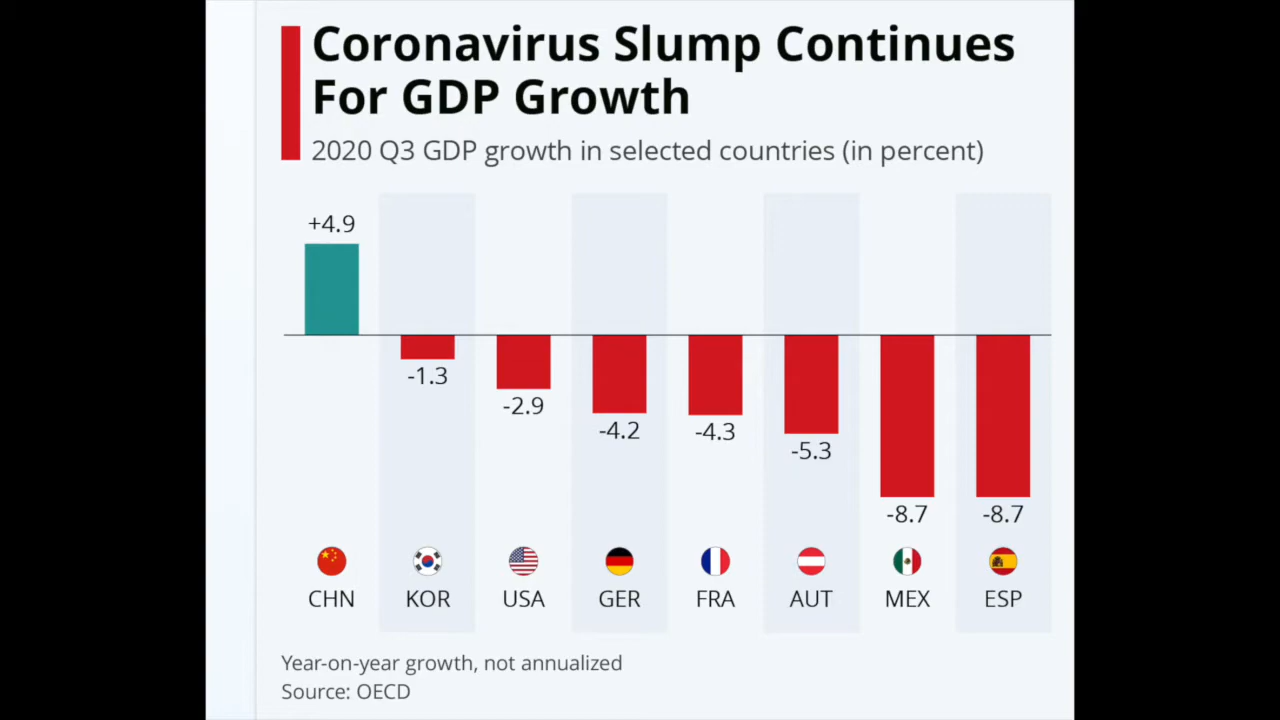 Coronavirus Slump Continues
For GDP Growth
2020 Q3 GDP growth in selected countries (in percent)
+4.9
-1.3
-2.9
-4.2
-4.3
-5.3
-8.7
-8.7
CHN
KOR
USA
GER
FRA
AUT
MEX
ESP
Year-on-year growth, not annualized
Source: OECD